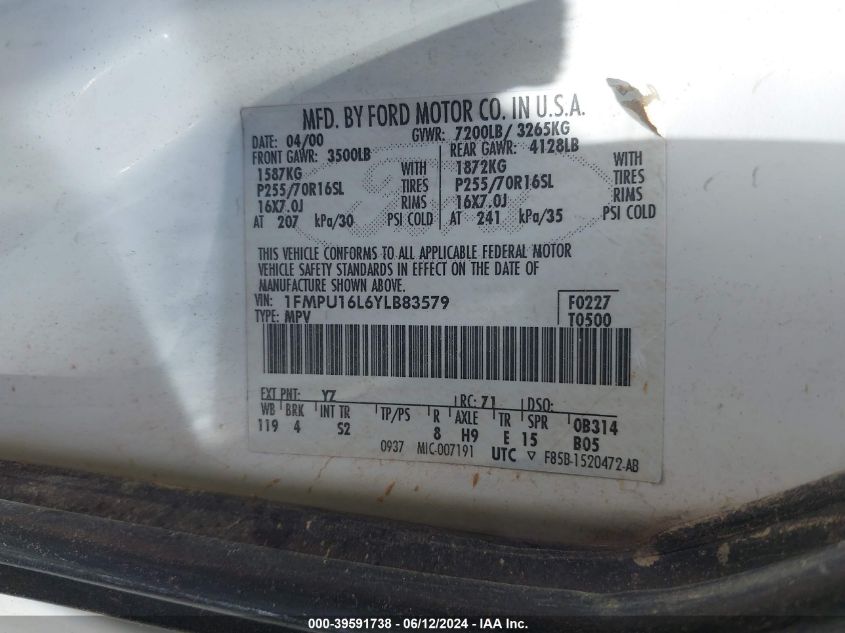 MFD. BY FORD MOTOR CO. IN U.S.A.
DATE: 04/00 GVWR: 7200LB/ 3265KG
FRONT GAWR: 3500LB REAR GAWR: 4128LB
1587KG WITH 1872KG WITH
P255/70R16SL TIRES P255/70R16SL TIRES
16X7.0J RIMS 16X7.0J RIMS
AT 207 kPa/30 PSI COLD AT 241 kPa/35 PSI COLD
THIS VEHICLE CONFORMS TO ALL APPLICABLE FEDERAL MOTOR
VEHICLE SAFETY STANDARDS IN EFFECT ON THE DATE OF
MANUFACTURE SHOWN ABOVE.
VIN: 1FMPU16L6YLB83579 F0227
TYPE: MPV T0500
EXT PNT: YZ RC: 71 DSO:
WB BRK INT TR TP/PS R AXLE TR SPR 0B314
119 4 S2 8 H9 E 15 B05
0937 MIC-007191 UTC ▽ F85B-1520472-AB
000-39591738 - 06/12/2024 - IAA Inc.